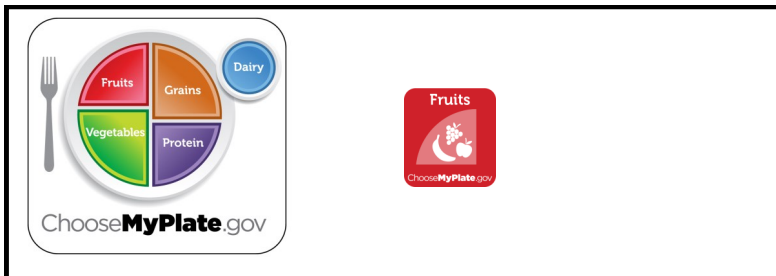 Fruits
Grains
Dairy
Vegetables
Protein
ChooseMyPlate.gov
Fruits
ChooseMyPlate.gov